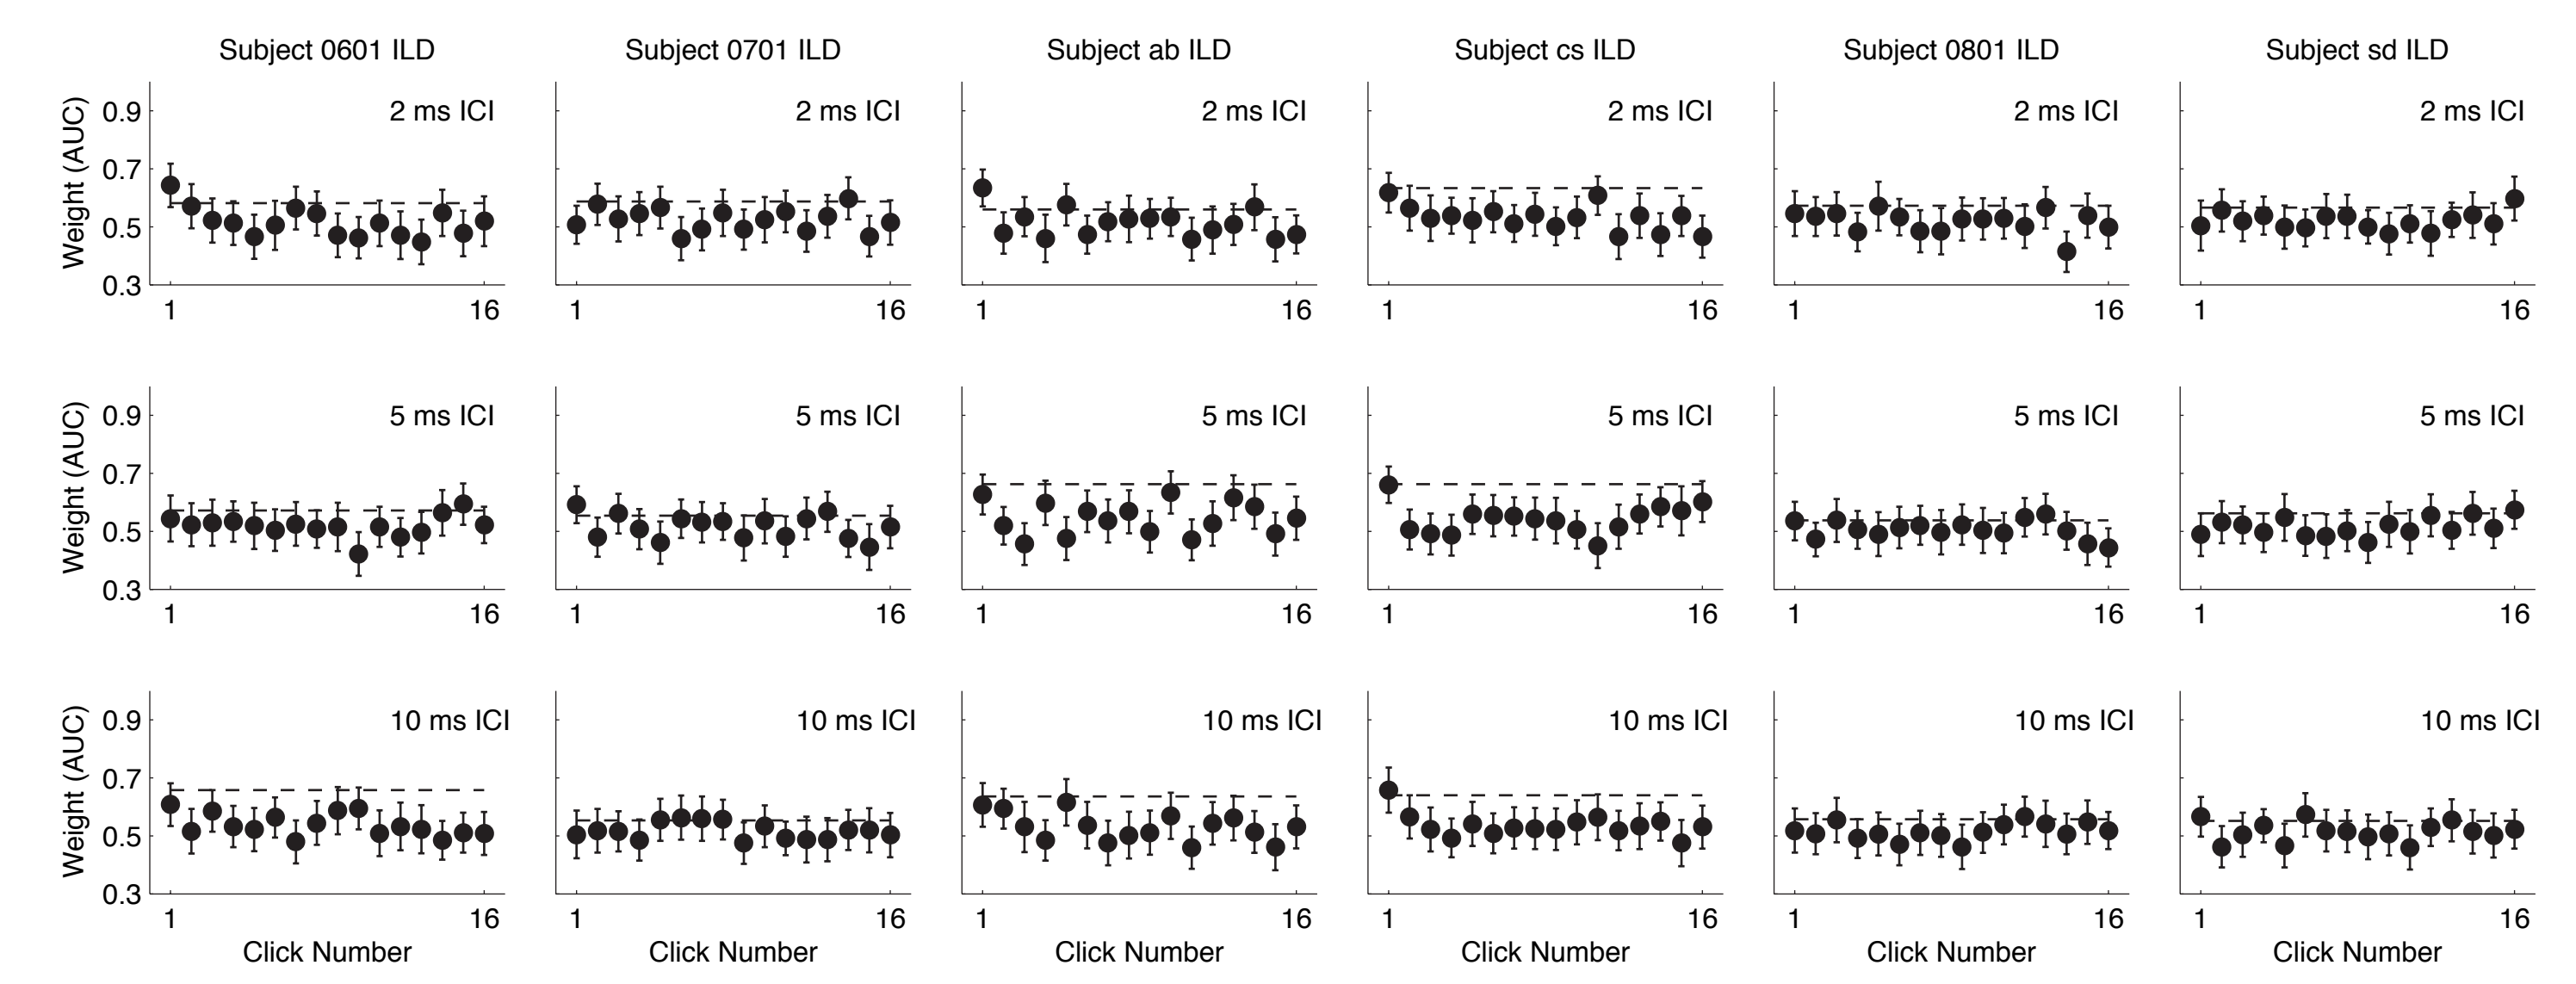 Subject 0601 ILD Subject 0701 ILD Subject ab ILD Subject cs ILD Subject 0801 ILD Subject sd ILD
Weight (AUC)
0.9
0.7
0.5
0.3
2 ms ICI 2 ms ICI 2 ms ICI 2 ms ICI 2 ms ICI 2 ms ICI
1 16 1 16 1 16 1 16 1 16 1 16
Weight (AUC)
0.9
0.7
0.5
0.3
5 ms ICI 5 ms ICI 5 ms ICI 5 ms ICI 5 ms ICI 5 ms ICI
1 16 1 16 1 16 1 16 1 16 1 16
Weight (AUC)
0.9
0.7
0.5
0.3
10 ms ICI 10 ms ICI 10 ms ICI 10 ms ICI 10 ms ICI 10 ms ICI
1 16 1 16 1 16 1 16 1 16 1 16
Click Number Click Number Click Number Click Number Click Number Click Number